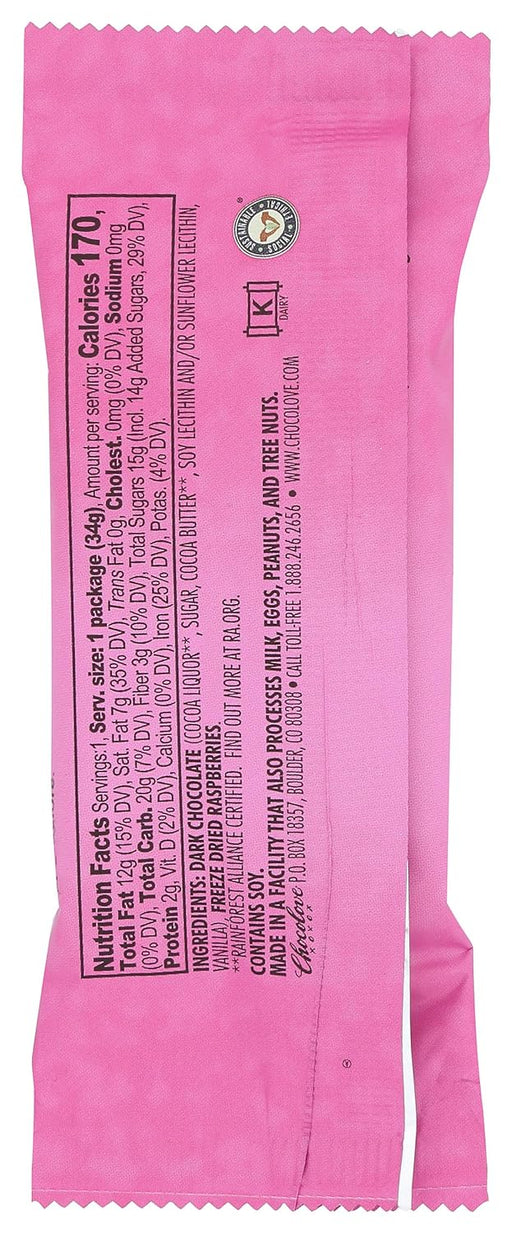 Nutrition Facts Servings:1, Serv. size: 1 package (34g), Amount per serving: Calories 170,
Total Fat 12g (15% DV), Sat. Fat 7g (35% DV), Trans Fat 0g, Cholest. 0mg (0% DV), Sodium 0mg
(0% DV), Total Carb. 20g (7% DV), Fiber 3g (10% DV), Total Sugars 15g (Incl. 14g Added Sugars, 29% DV),
Protein 2g, Vit. D (2% DV), Calcium (0% DV), Iron (25% DV), Potas. (4% DV).
INGREDIENTS: DARK CHOCOLATE (COCOA LIQUOR**, SUGAR, COCOA BUTTER**, SOY LECITHIN AND/OR SUNFLOWER LECITHIN,
VANILLA), FREEZE DRIED RASPBERRIES.
**RAINFOREST ALLIANCE CERTIFIED. FIND OUT MORE AT RA.ORG.
CONTAINS SOY.
MADE IN A FACILITY THAT ALSO PROCESSES MILK, EGGS, PEANUTS, AND TREE NUTS.
Chocolove P.O. BOX 18357, BOULDER, CO 80308 • CALL TOLL-FREE 1.888.246.2656 • WWW.CHOCOLOVE.COM
XOXOX
K
DAIRY
SUSTAINABLE • ETHICAL • SOCIAL •
®